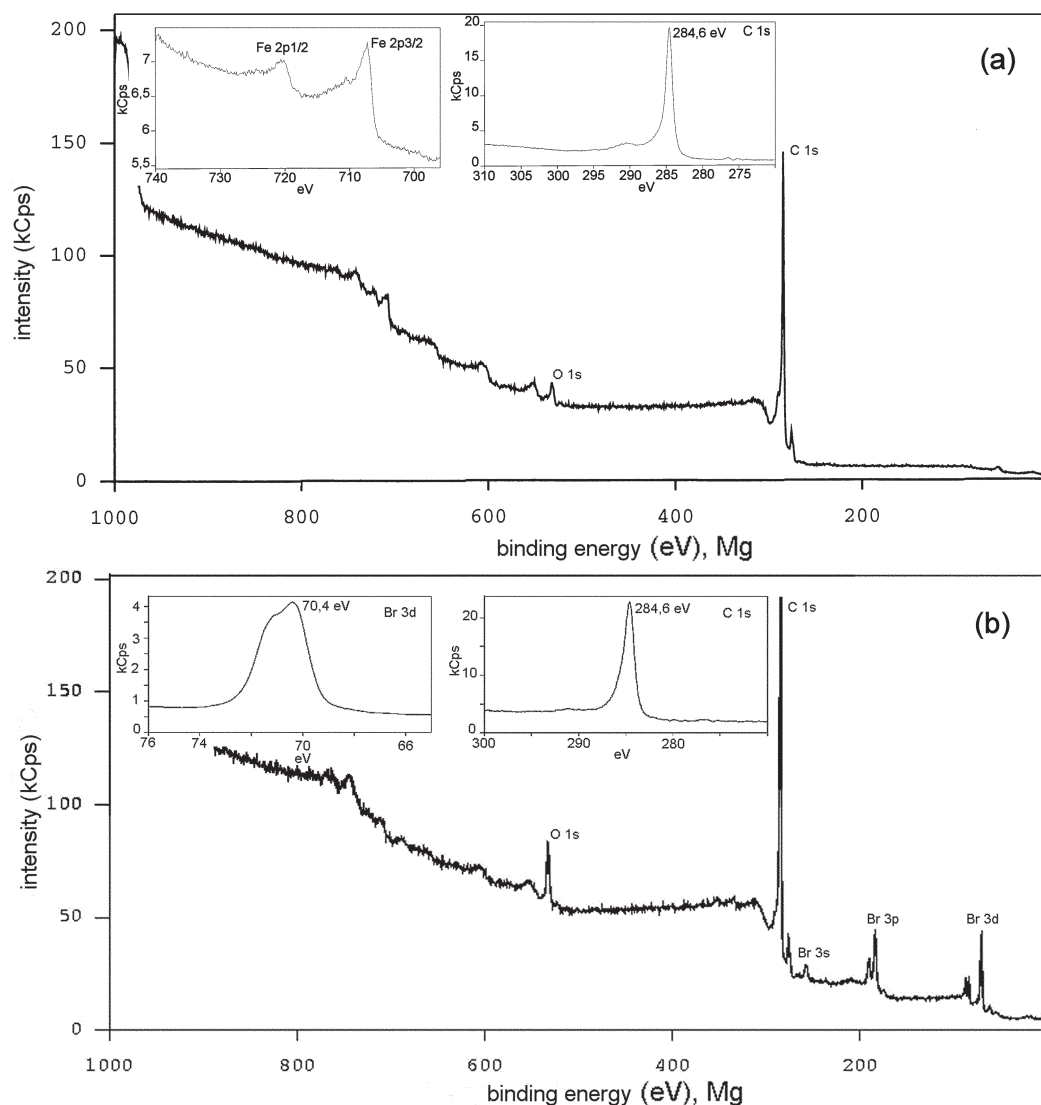 200
150
100
50
0
intensity (kCps)
1000 800 600 400 200
binding energy (eV), Mg
(a)
Fe 2p1/2 Fe 2p3/2
7
6,5
6
5,5
kCps
740 730 720 710 700
eV
20
15
10
5
0
kCps
284,6 eV C 1s
310 305 300 295 290 285 280 275
eV
C 1s
O 1s
200
150
100
50
0
intensity (kCps)
1000 800 600 400 200
binding energy (eV), Mg
(b)
4
3
2
1
0
kCps
70,4 eV Br 3d
76 74 72 70 68 66
eV
20
10
5
0
kCps
284,6 eV C 1s
300 290 280
eV
C 1s
O 1s
Br 3s
Br 3p
Br 3d